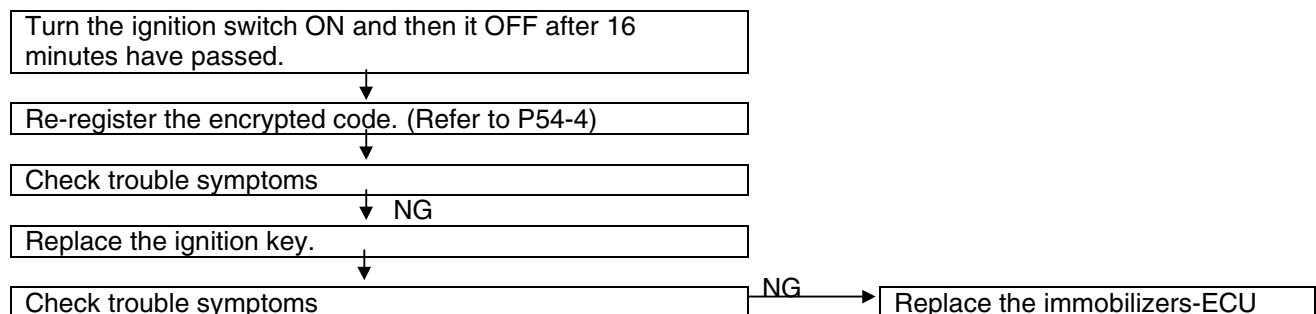 Turn the ignition switch ON and then it OFF after 16
minutes have passed.
Re-register the encrypted code. (Refer to P54-4)
Check trouble symptoms
NG
Replace the ignition key.
Check trouble symptoms
NG
Replace the immobilizers-ECU